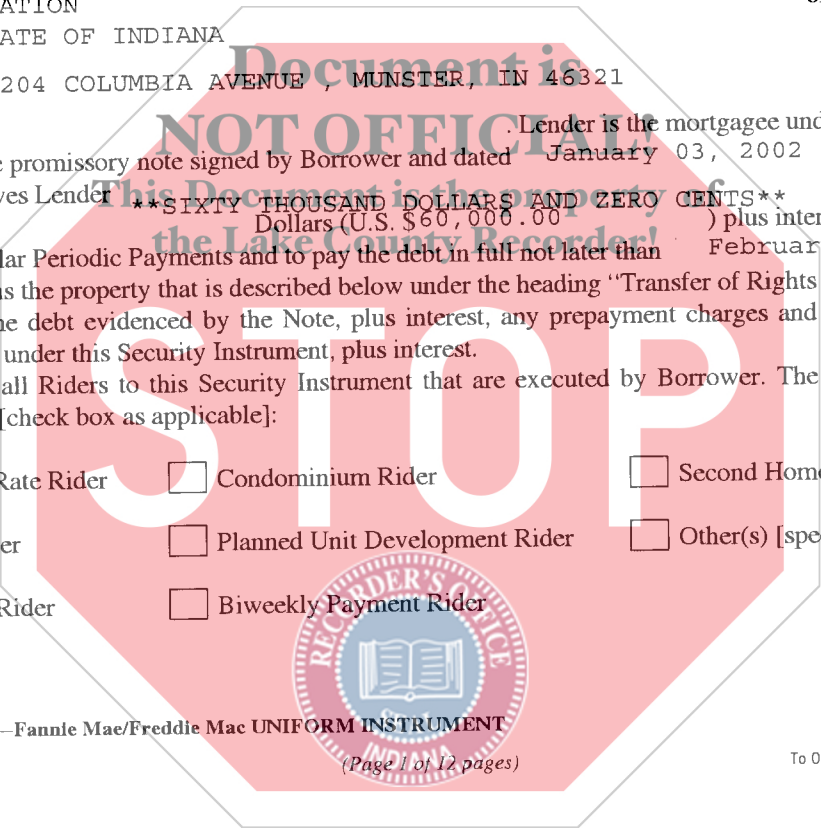 ATION
ATE OF INDIANA
204 COLUMBIA AVENUE , MUNSTER, IN 46321
Document is
NOT OFFICIAL!
. Lender is the mortgagee und
e promissory note signed by Borrower and dated January 03, 2002
This Document is the property of
ves Lender **SIXTY THOUSAND DOLLARS AND ZERO CENTS**
Dollars (U.S. $60,000.00 ) plus inter
the Lake County Recorder!
lar Periodic Payments and to pay the debt in full not later than Februar
as the property that is described below under the heading "Transfer of Rights
he debt evidenced by the Note, plus interest, any prepayment charges and
under this Security Instrument, plus interest.
all Riders to this Security Instrument that are executed by Borrower. The
[check box as applicable]:
STOP
Rate Rider Condominium Rider Second Home
er Planned Unit Development Rider Other(s) [spe
Rider Biweekly Payment Rider
RECORDER'S OFFICE
SEAL
INDIANA
—Fannie Mae/Freddie Mac UNIFORM INSTRUMENT
(Page 1 of 12 pages)
To O